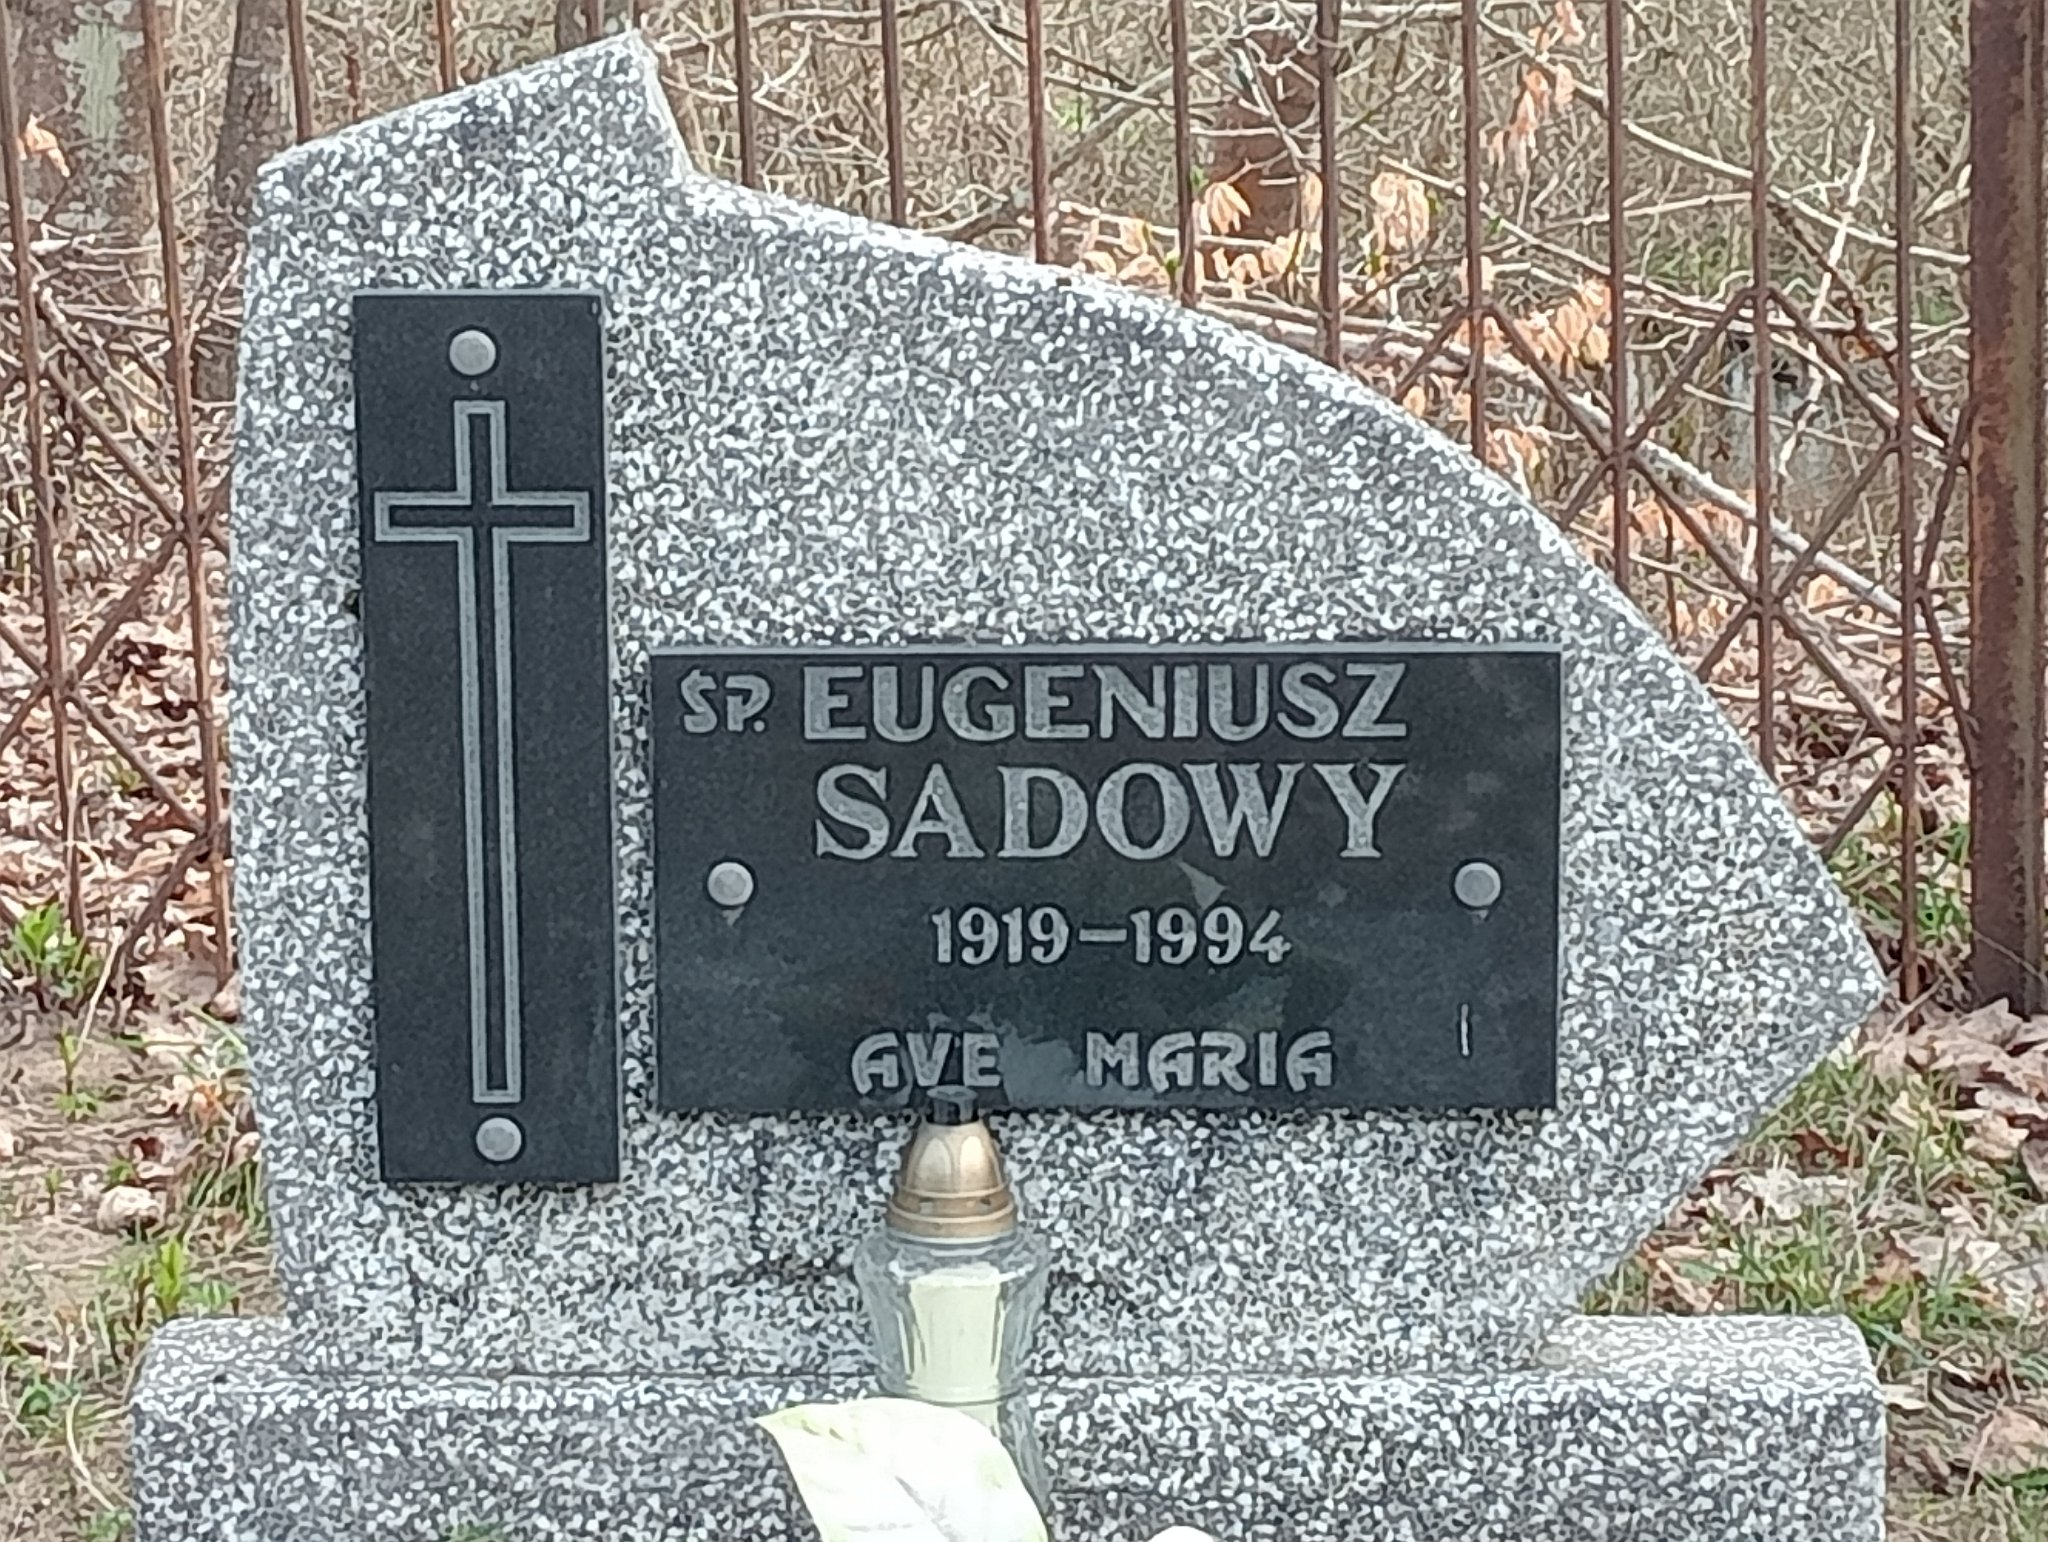 ŚP. EUGENIUSZ
SADOWY
1919-1994
AVE MARIA